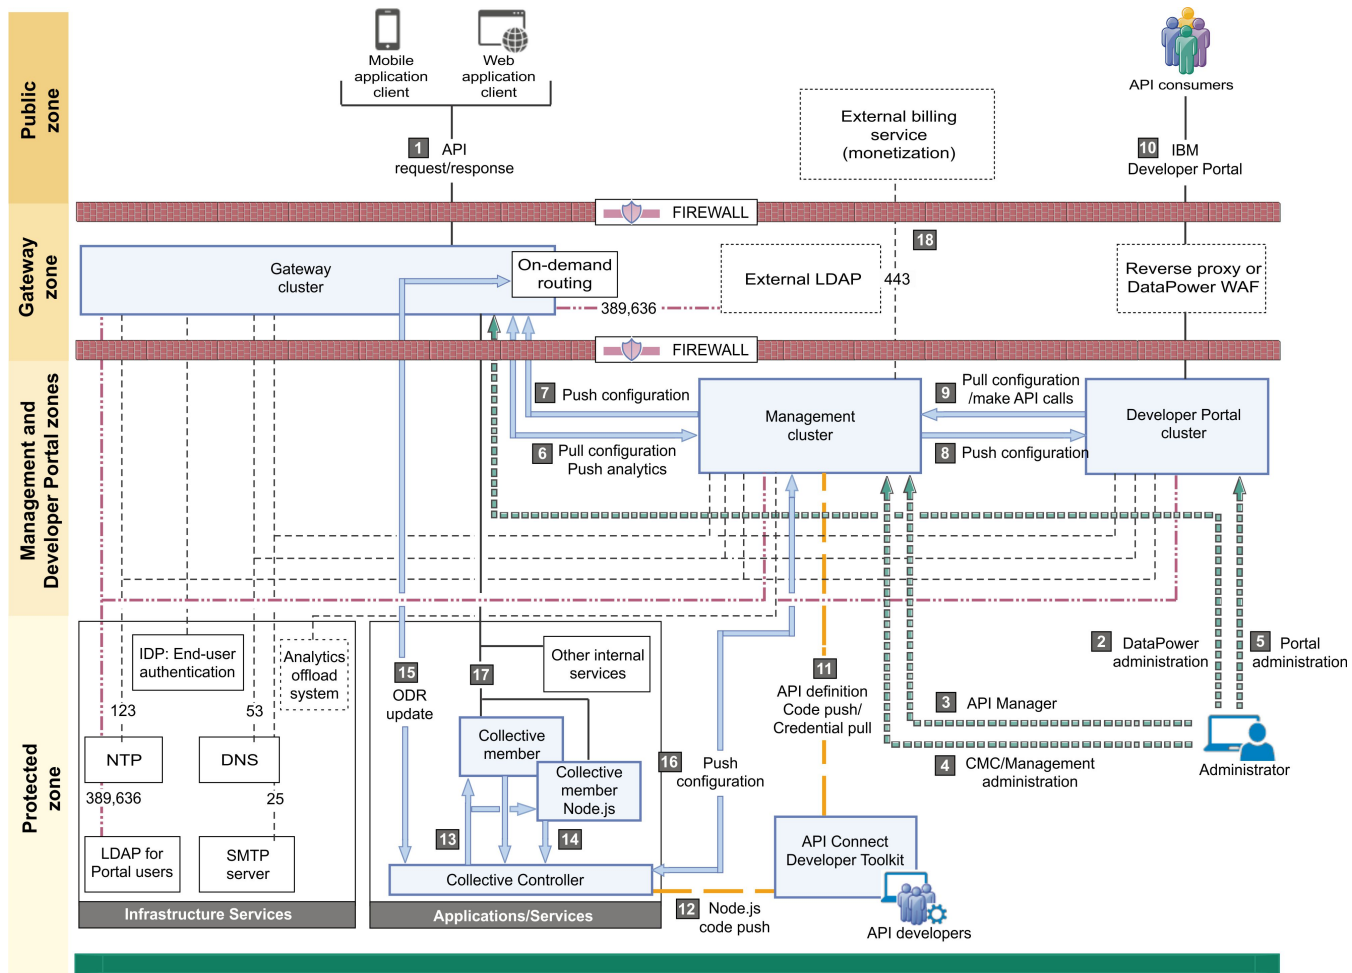 Public
zone
Gateway
zone
Management and
Developer Portal zones
Protected
zone
Mobile
application
client
Web
application
client
1 API
request/response
External billing
service
(monetization)
API consumers
10 IBM
Developer Portal
FIREWALL
18
Gateway
cluster
On-demand
routing
389,636
External LDAP
443
Reverse proxy or
DataPower WAF
FIREWALL
7 Push configuration
6 Pull configuration
Push analytics
Management
cluster
9 Pull configuration
/make API calls
8 Push configuration
Developer Portal
cluster
IDP: End-user
authentication
Analytics
offload
system
123
53
NTP
DNS
389,636
25
LDAP for
Portal users
SMTP
server
Infrastructure Services
15
ODR
update
17
Other internal
services
Collective
member
Collective
member
Node.js
13
14
Collective Controller
Applications/Services
16 Push
configuration
11
API definition
Code push/
Credential pull
2 DataPower
administration
5 Portal
administration
3 API Manager
4 CMC/Management
administration
Administrator
API Connect
Developer Toolkit
12 Node.js
code push
API developers